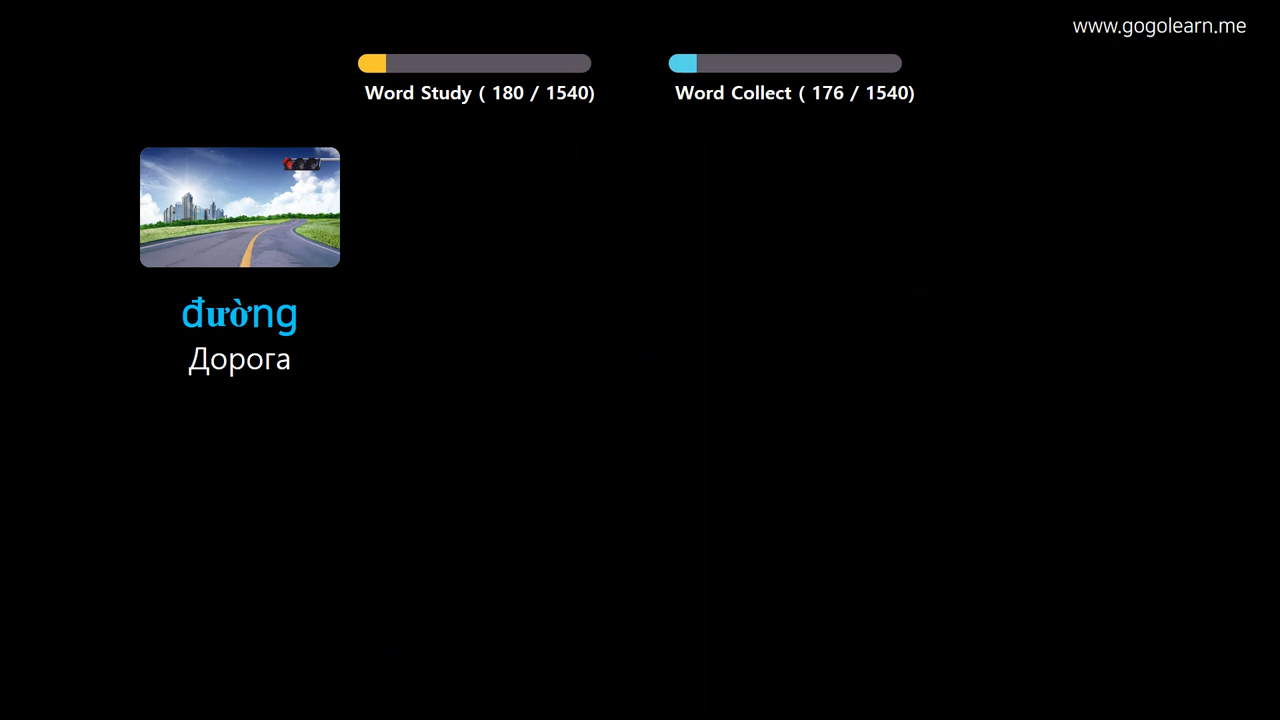 www.gogolearn.me
Word Study ( 180 / 1540)
Word Collect ( 176 / 1540)
đường
Дорога